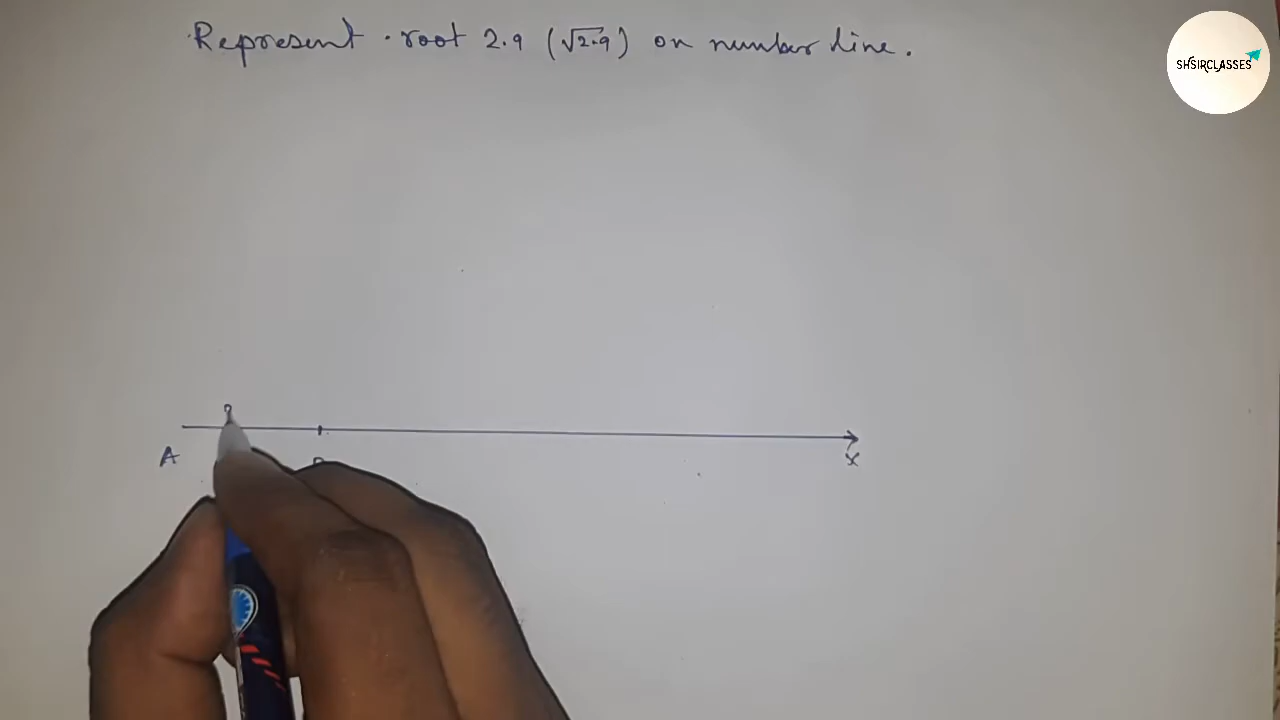 Represent root 2.9 (√2.9) on number line.
SHSIRCLASSES
A
X